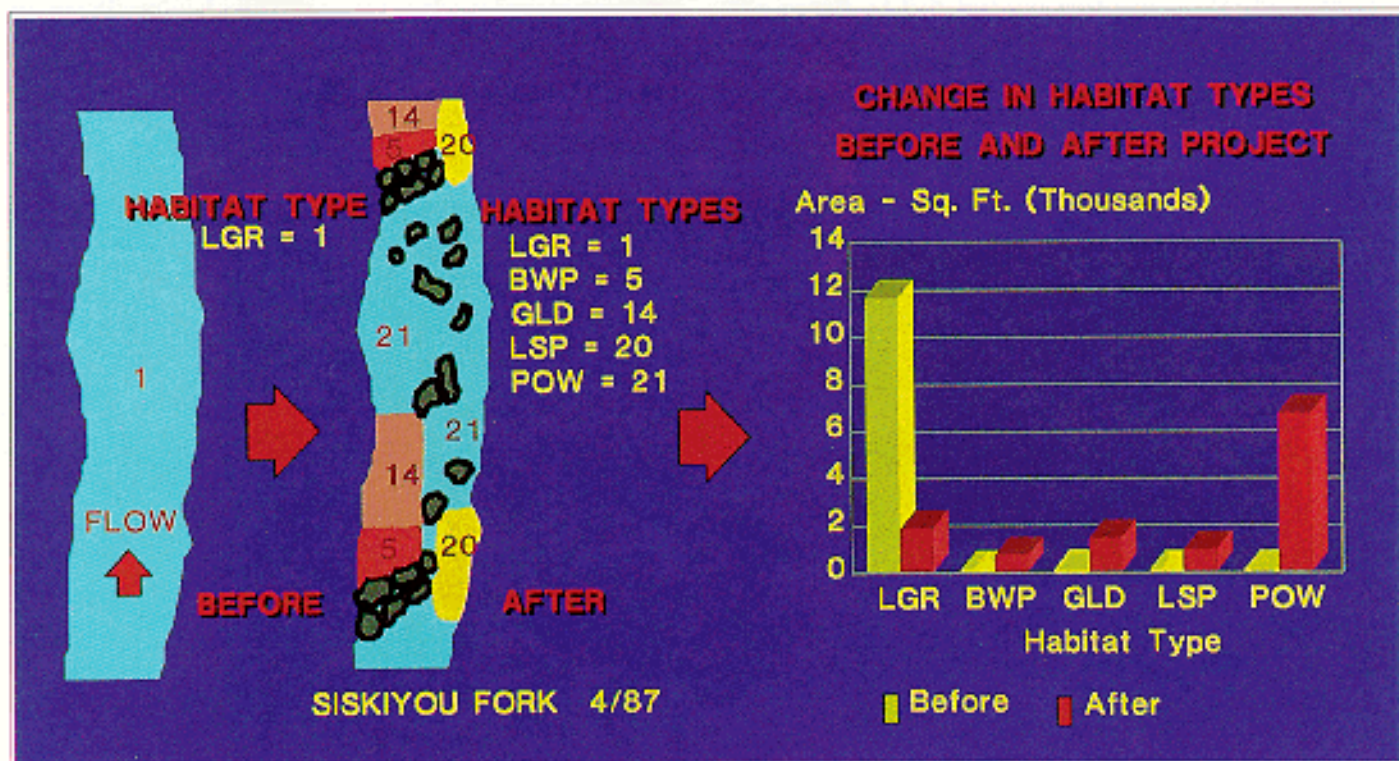 HABITAT TYPE
LGR = 1
1
FLOW
BEFORE
14
5
20
21
21
14
5
20
AFTER
HABITAT TYPES
LGR = 1
BWP = 5
GLD = 14
LSP = 20
POW = 21
SISKIYOU FORK 4/87
CHANGE IN HABITAT TYPES
BEFORE AND AFTER PROJECT
Area - Sq. Ft. (Thousands)
14
12
10
8
6
4
2
0
LGR BWP GLD LSP POW
Habitat Type
Before After